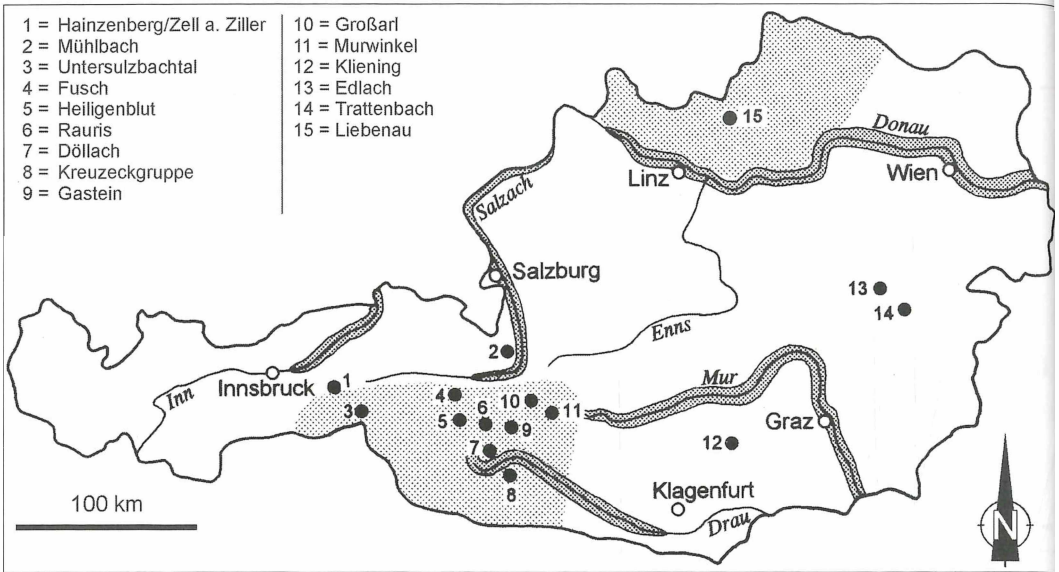 1 = Hainzenberg/Zell a. Ziller
2 = Mühlbach
3 = Untersulzbachtal
4 = Fusch
5 = Heiligenblut
6 = Rauris
7 = Döllach
8 = Kreuzeckgruppe
9 = Gastein
10 = Großarl
11 = Murwinkel
12 = Kliening
13 = Edlach
14 = Trattenbach
15 = Liebenau
15
Donau
Linz
Wien
Salzach
Salzburg
13
14
Enns
2
Inn
Innsbruck
1
3
4
5
6
7
8
9
10
11
Mur
Graz
12
Klagenfurt
Drau
100 km
N